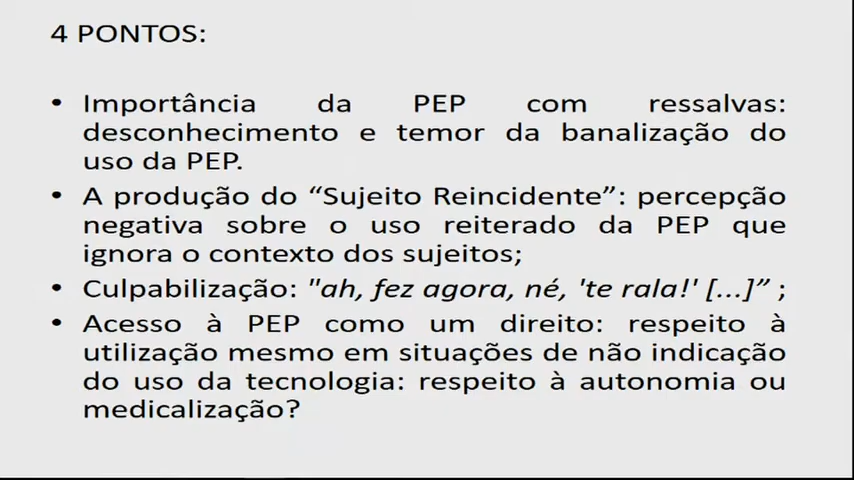 4 PONTOS:
• Importância da PEP com ressalvas:
desconhecimento e temor da banalização do
uso da PEP.
• A produção do “Sujeito Reincidente”: percepção
negativa sobre o uso reiterado da PEP que
ignora o contexto dos sujeitos;
• Culpabilização: "ah, fez agora, né, 'te rala!' [...]” ;
• Acesso à PEP como um direito: respeito à
utilização mesmo em situações de não indicação
do uso da tecnologia: respeito à autonomia ou
medicalização?